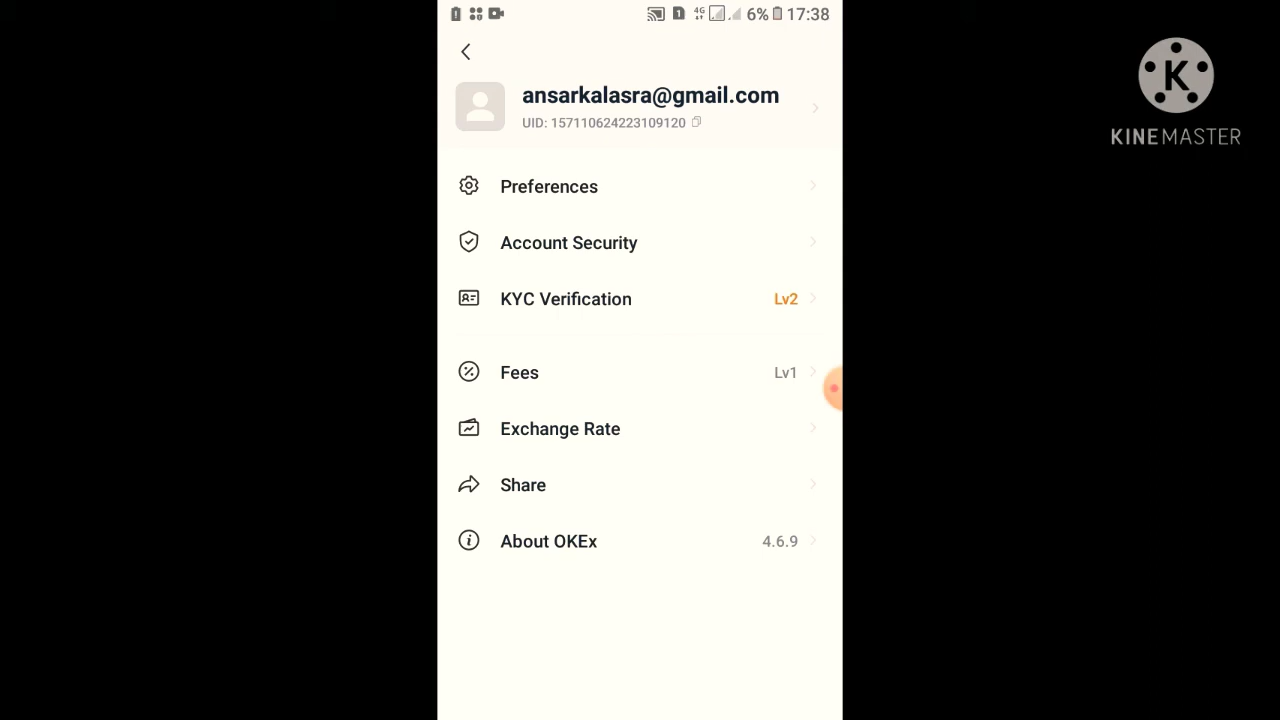 4G 6% 17:38
ansarkalasra@gmail.com
UID: 157110624223109120
Preferences
Account Security
KYC Verification Lv2
Fees Lv1
Exchange Rate
Share
About OKEx 4.6.9
K
KINEMASTER